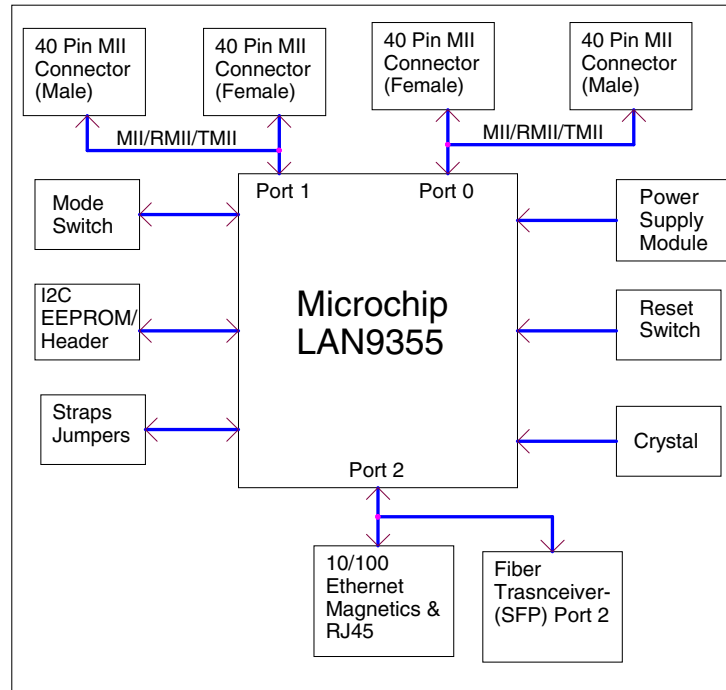 40 Pin MII
Connector
(Male)
40 Pin MII
Connector
(Female)
40 Pin MII
Connector
(Female)
40 Pin MII
Connector
(Male)
MII/RMII/TMII
MII/RMII/TMII
Port 1
Port 0
Mode
Switch
Power
Supply
Module
I2C
EEPROM/
Header
Microchip
LAN9355
Reset
Switch
Straps
Jumpers
Crystal
Port 2
10/100
Ethernet
Magnetics &
RJ45
Fiber
Trasnceiver-
(SFP) Port 2